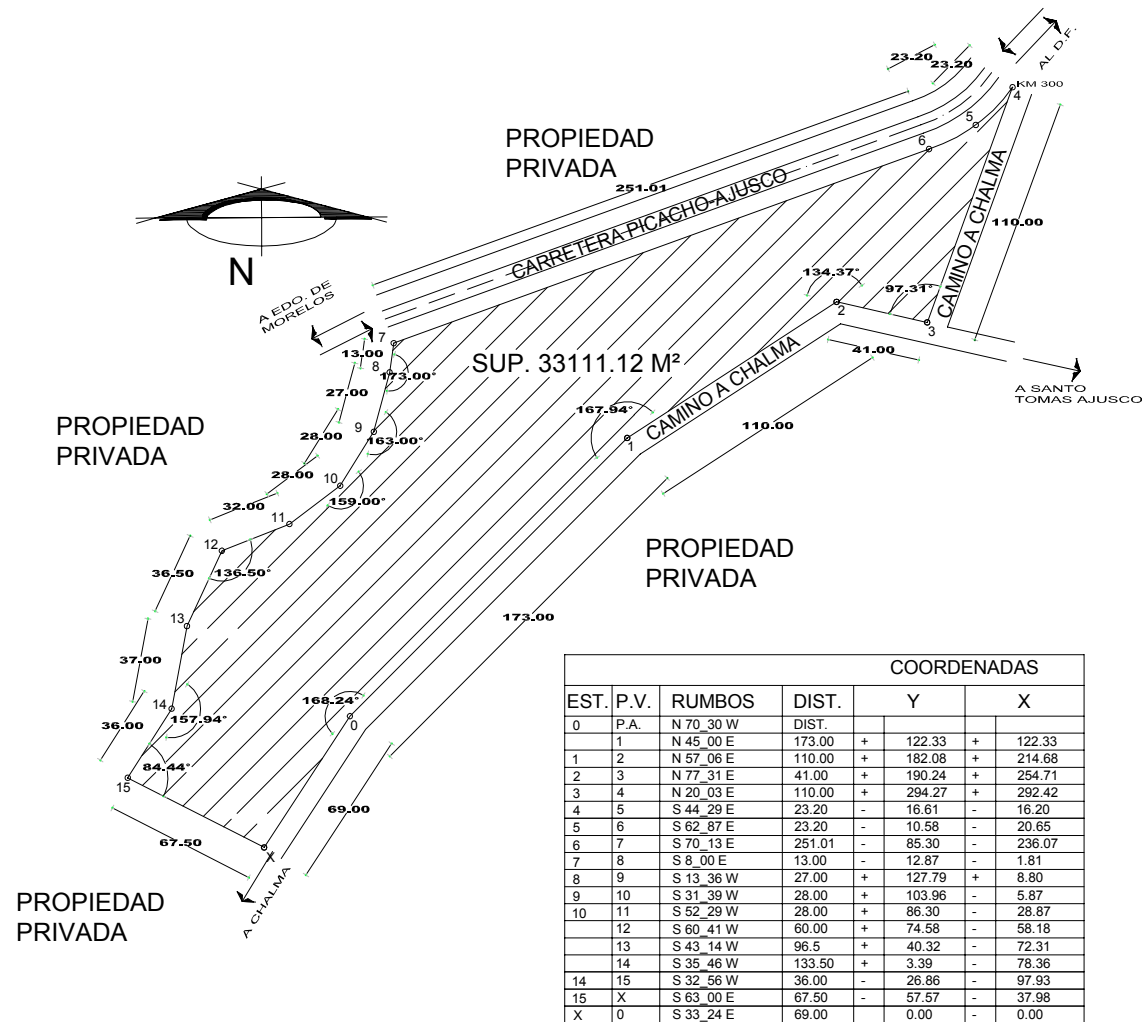 23.20
23.20
AL D.F.
KM 300
4
5
6
PROPIEDAD
PRIVADA
251.01
CARRETERA PICACHO-AJUSCO
CAMINO A CHALMA
110.00
N
A EDO. DE
MORELOS
134.37°
97.31°
2
3
7
13.00
8
173.00°
SUP. 33111.12 M²
41.00
A SANTO
TOMAS AJUSCO
27.00
CAMINO A CHALMA
167.94°
1
110.00
PROPIEDAD
PRIVADA
28.00
9
163.00°
28.00
10
159.00°
32.00
11
12
136.50°
36.50
PROPIEDAD
PRIVADA
13
173.00
37.00
168.24°
0
14
157.94°
36.00
84.44°
15
69.00
67.50
X
A CHALMA
PROPIEDAD
PRIVADA
COORDENADAS
EST. P.V. RUMBOS DIST. Y X
0 P.A. N 70_30 W DIST.
1 N 45_00 E 173.00 + 122.33 + 122.33
1 2 N 57_06 E 110.00 + 182.08 + 214.68
2 3 N 77_31 E 41.00 + 190.24 + 254.71
3 4 N 20_03 E 110.00 + 294.27 + 292.42
4 5 S 44_29 E 23.20 - 16.61 - 16.20
5 6 S 62_87 E 23.20 - 10.58 - 20.65
6 7 S 70_13 E 251.01 - 85.30 - 236.07
7 8 S 8_00 E 13.00 - 12.87 - 1.81
8 9 S 13_36 W 27.00 + 127.79 + 8.80
9 10 S 31_39 W 28.00 + 103.96 - 5.87
10 11 S 52_29 W 28.00 + 86.30 - 28.87
12 S 60_41 W 60.00 + 74.58 - 58.18
13 S 43_14 W 96.5 + 40.32 - 72.31
14 S 35_46 W 133.50 + 3.39 - 78.36
14 15 S 32_56 W 36.00 - 26.86 - 97.93
15 X S 63_00 E 67.50 - 57.57 - 37.98
X 0 S 33_24 E 69.00 0.00 - 0.00